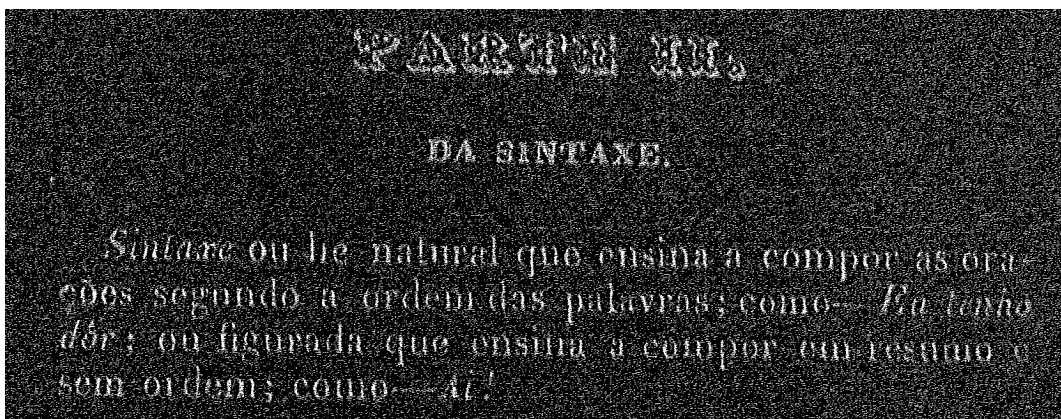 PARTE II.
DA SINTAXE.
Sintaxe ou he natural que ensina a compor as ora-
ções segundo a ordem das palavras; como— Eu tenho
dôr; ou figurada que ensina a compor em resumo e
sem ordem; como— Ai!